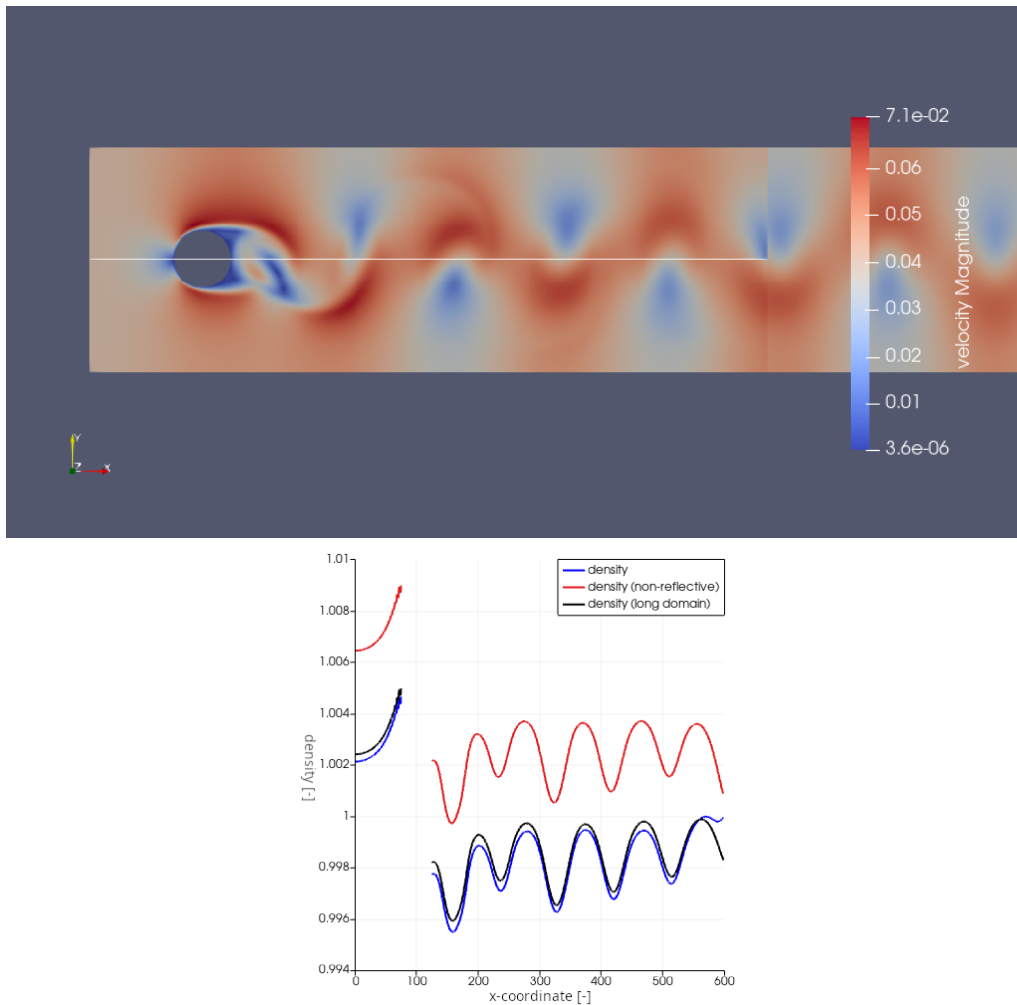 7.1e-02
0.06
0.05
0.04
0.03
0.02
0.01
3.6e-06
velocity Magnitude
Y
Z
X
1.01
1.008
1.006
1.004
1.002
1
0.998
0.996
0.994
density [-]
density
density (non-reflective)
density (long domain)
0
100
200
300
400
500
600
x-coordinate [-]